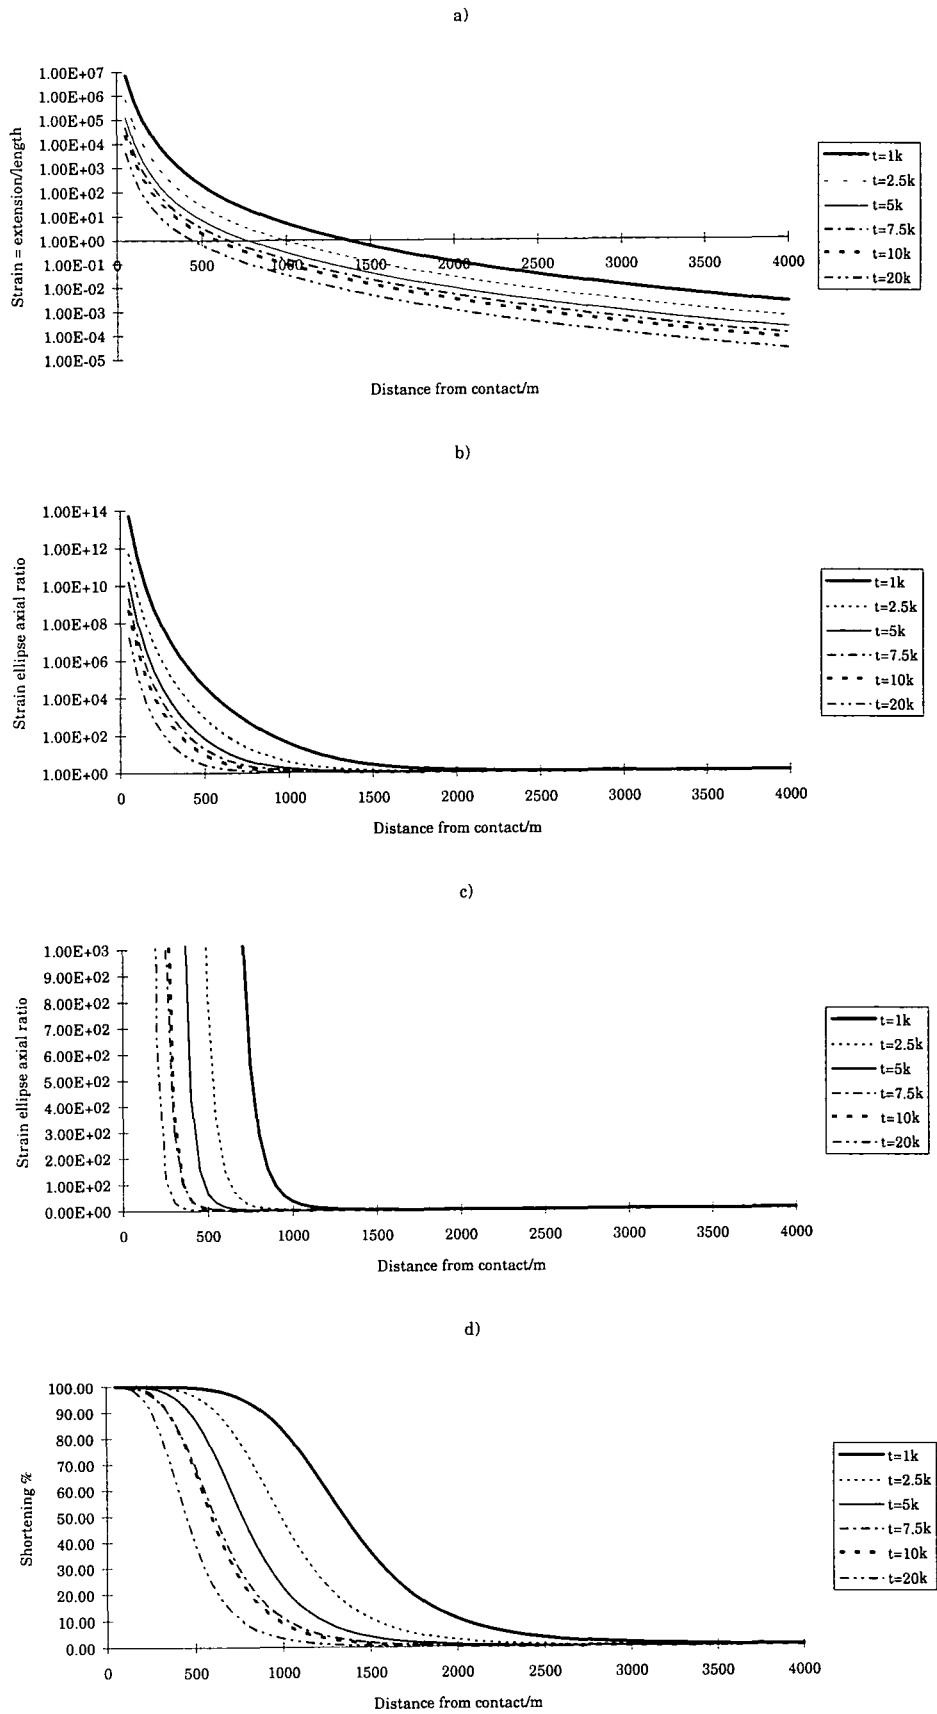 a)
Strain = extension/length
1.00E+07
1.00E+06
1.00E+05
1.00E+04
1.00E+03
1.00E+02
1.00E+01
1.00E+00
1.00E-01
1.00E-02
1.00E-03
1.00E-04
1.00E-05
0 500 1000 1500 2000 2500 3000 3500 4000
Distance from contact/m
t=1k
t=2.5k
t=5k
t=7.5k
t=10k
t=20k
b)
Strain ellipse axial ratio
1.00E+14
1.00E+12
1.00E+10
1.00E+08
1.00E+06
1.00E+04
1.00E+02
1.00E+00
0 500 1000 1500 2000 2500 3000 3500 4000
Distance from contact/m
t=1k
t=2.5k
t=5k
t=7.5k
t=10k
t=20k
c)
Strain ellipse axial ratio
1.00E+03
9.00E+02
8.00E+02
7.00E+02
6.00E+02
5.00E+02
4.00E+02
3.00E+02
2.00E+02
1.00E+02
0.00E+00
0 500 1000 1500 2000 2500 3000 3500 4000
Distance from contact/m
t=1k
t=2.5k
t=5k
t=7.5k
t=10k
t=20k
d)
Shortening %
100.00
90.00
80.00
70.00
60.00
50.00
40.00
30.00
20.00
10.00
0.00
0 500 1000 1500 2000 2500 3000 3500 4000
Distance from contact/m
t=1k
t=2.5k
t=5k
t=7.5k
t=10k
t=20k